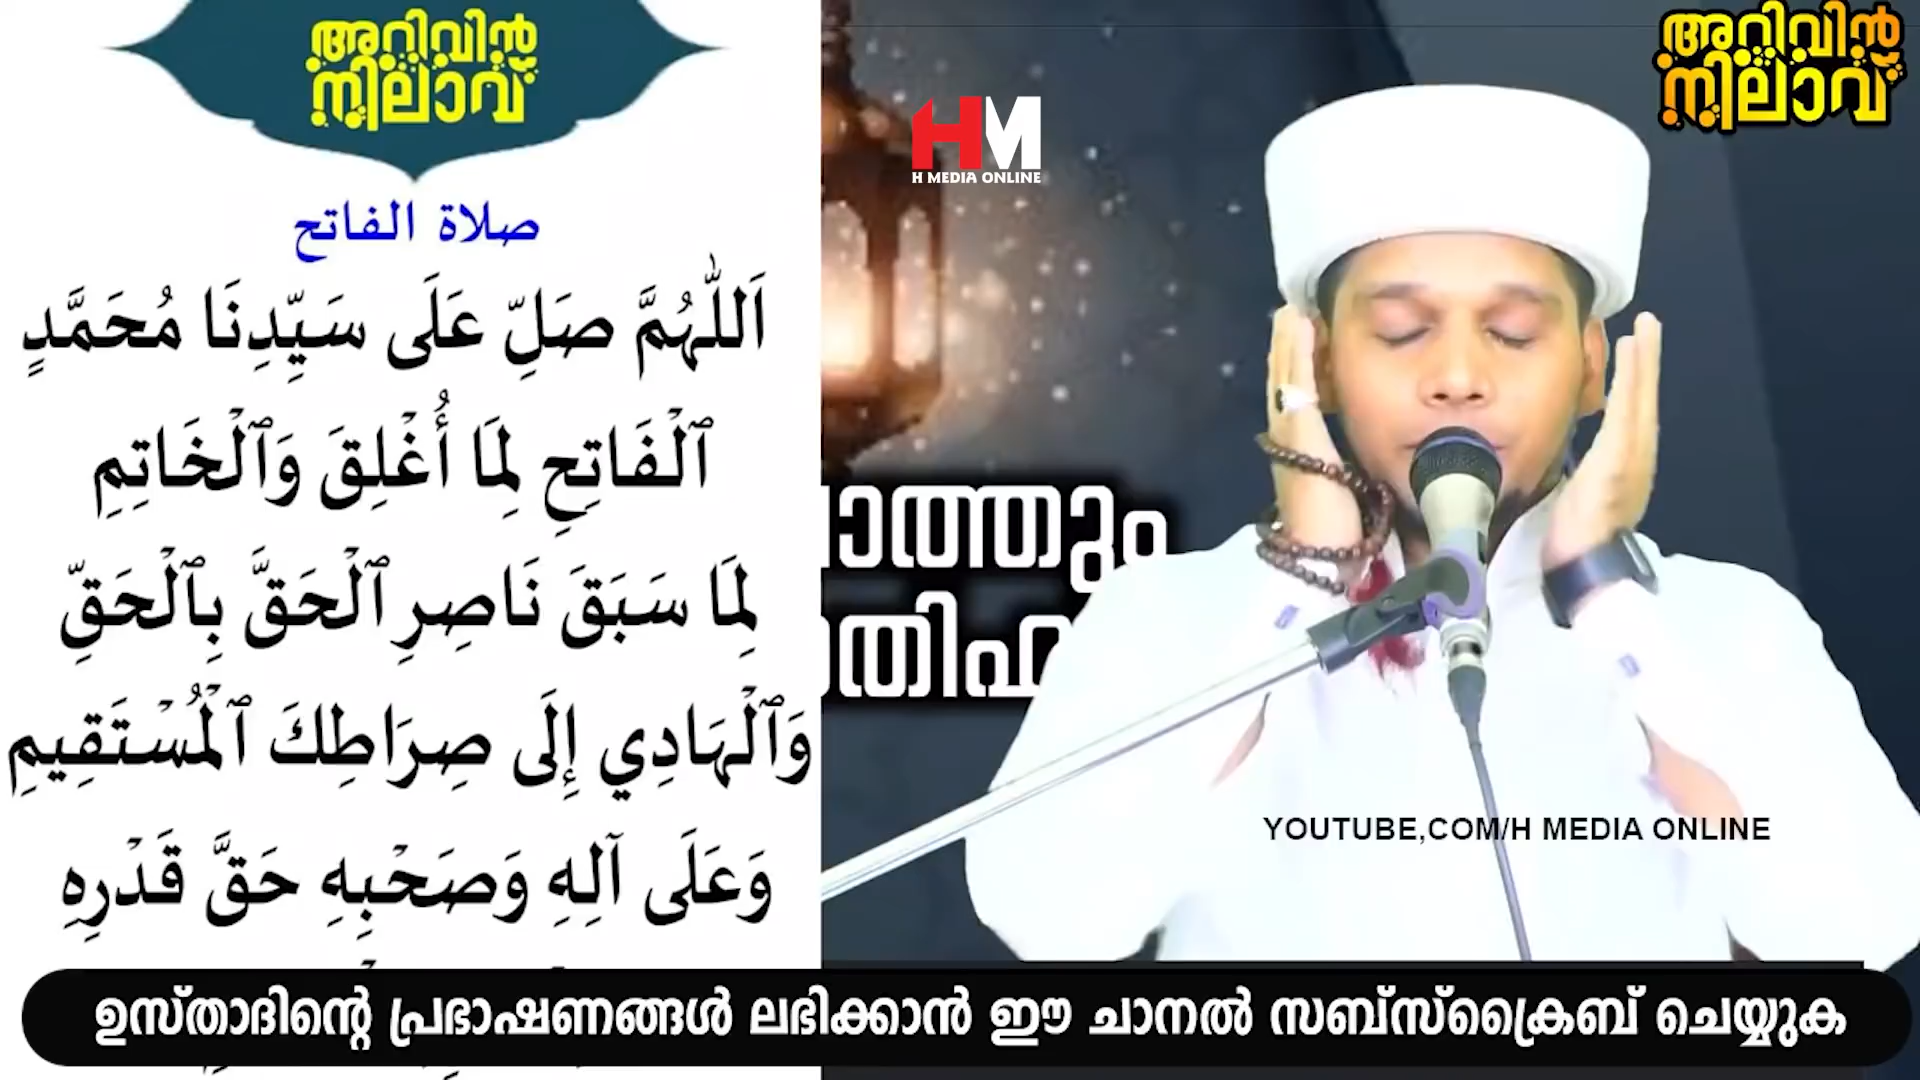 അറിവിൻ
നിലാവ്
صلاة الفاتح
اَللّٰهُمَّ صَلِّ عَلَى سَيِّدِنَا مُحَمَّدٍ
ٱلْفَاتِحِ لِمَا أُغْلِقَ وَٱلْخَاتِمِ
لِمَا سَبَقَ نَاصِرِ ٱلْحَقَّ بِٱلْحَقِّ
وَٱلْهَادِي إِلَى صِرَاطِكَ ٱلْمُسْتَقِيمِ
وَعَلَى آلِهِ وَصَحْبِهِ حَقَّ قَدْرِهِ
HM
H MEDIA ONLINE
അറിവിൻ
നിലാവ്
YOUTUBE,COM/H MEDIA ONLINE
ഉസ്താദിന്റെ പ്രഭാഷണങ്ങൾ ലഭിക്കാൻ ഈ ചാനൽ സബ്സ്ക്രൈബ് ചെയ്യുക